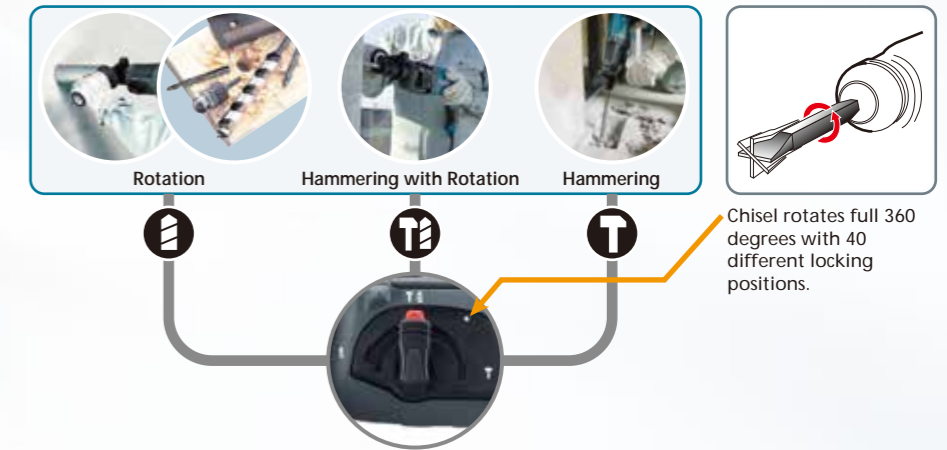 Rotation
Hammering with Rotation
Hammering
Chisel rotates full 360
degrees with 40
different locking
positions.